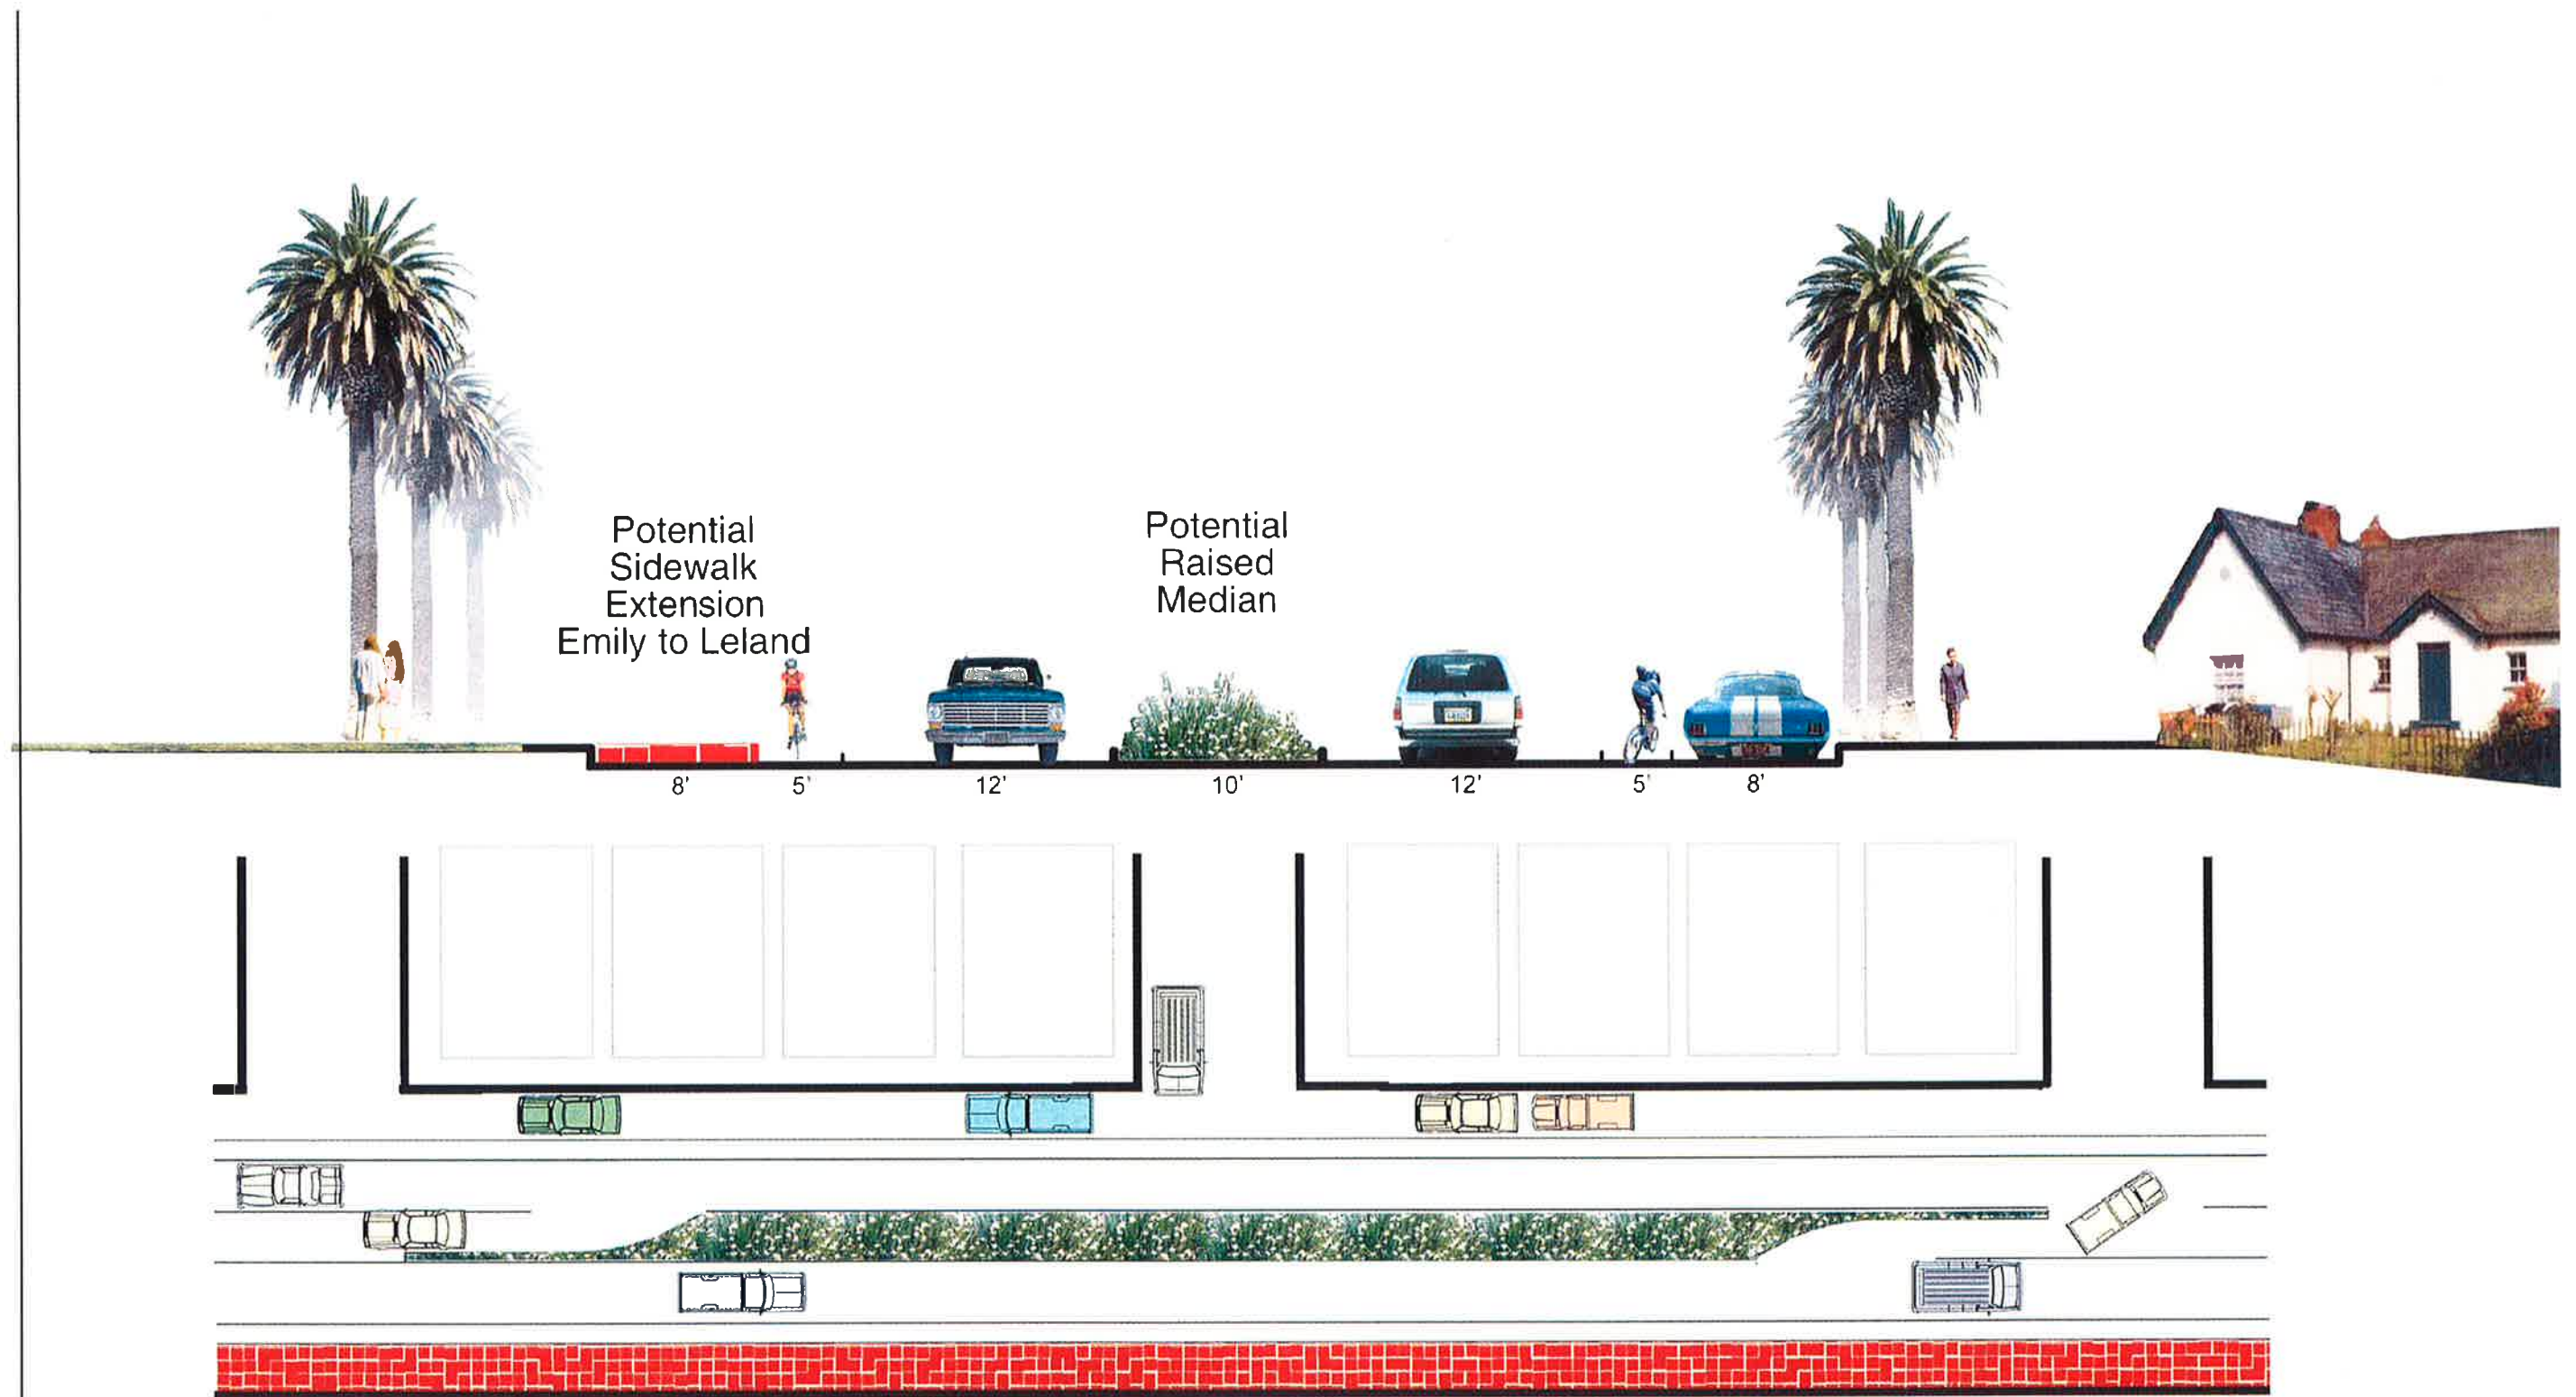 Potential
Sidewalk
Extension
Emily to Leland
Potential
Raised
Median
8' 5' 12' 10' 12' 5' 8'